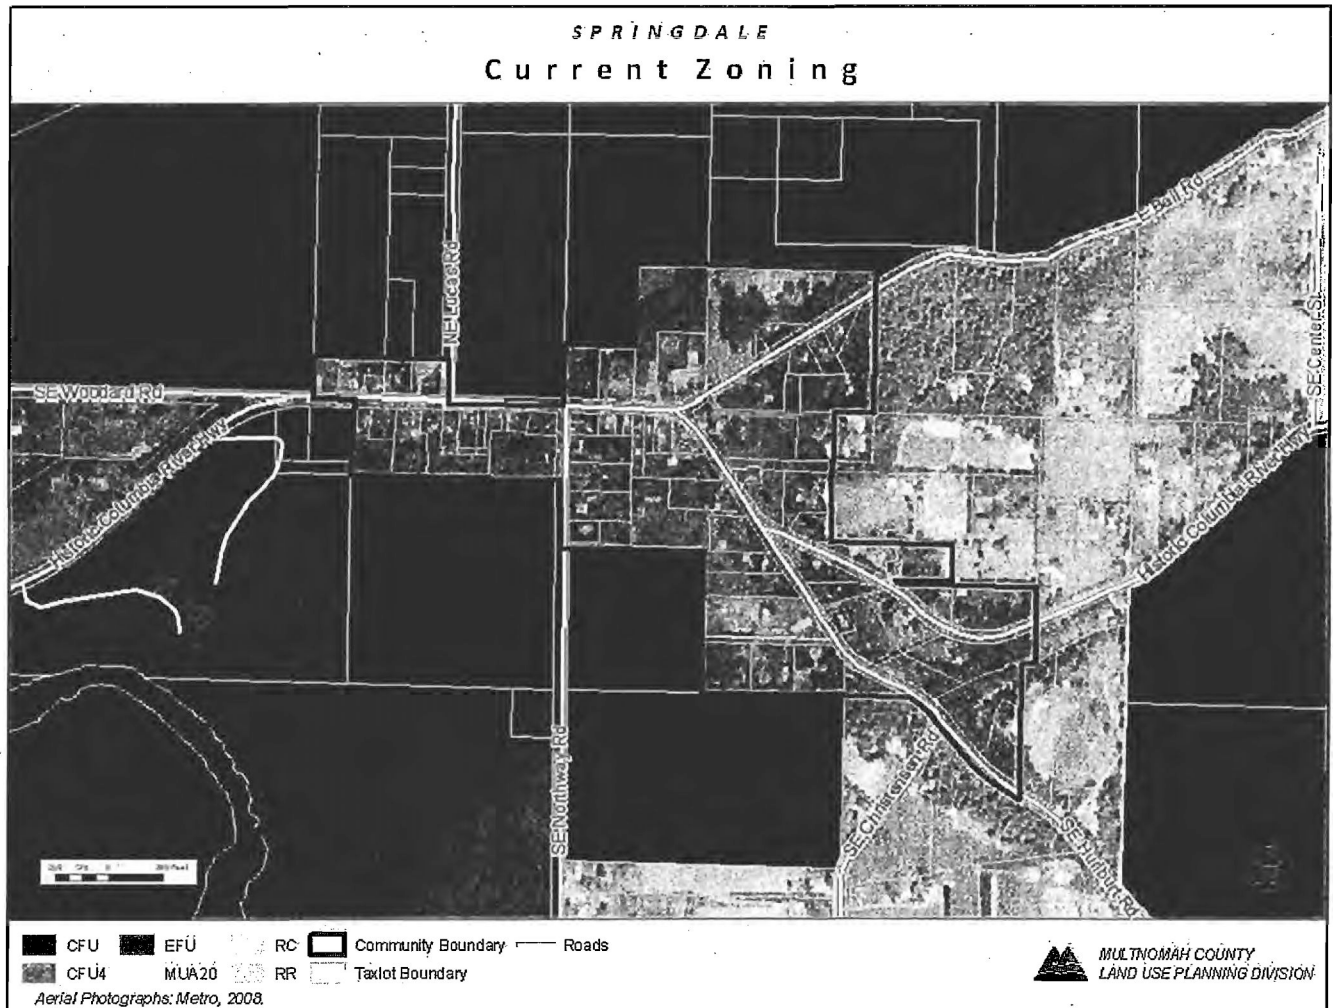 SPRINGDALE
Current Zoning
E Bell Rd
NE Lucas Rd
SE Center St
SE Woodard Rd
Historic Columbia River Hwy
Historic Columbia River Hwy
SE Northway Rd
SE Christensen Rd
SE Hurlburt Rd
CFU EFU RC Community Boundary Roads
CFU4 MUA20 RR Taxlot Boundary
Aerial Photographs: Metro, 2008.
MULTNOMAH COUNTY
LAND USE PLANNING DIVISION